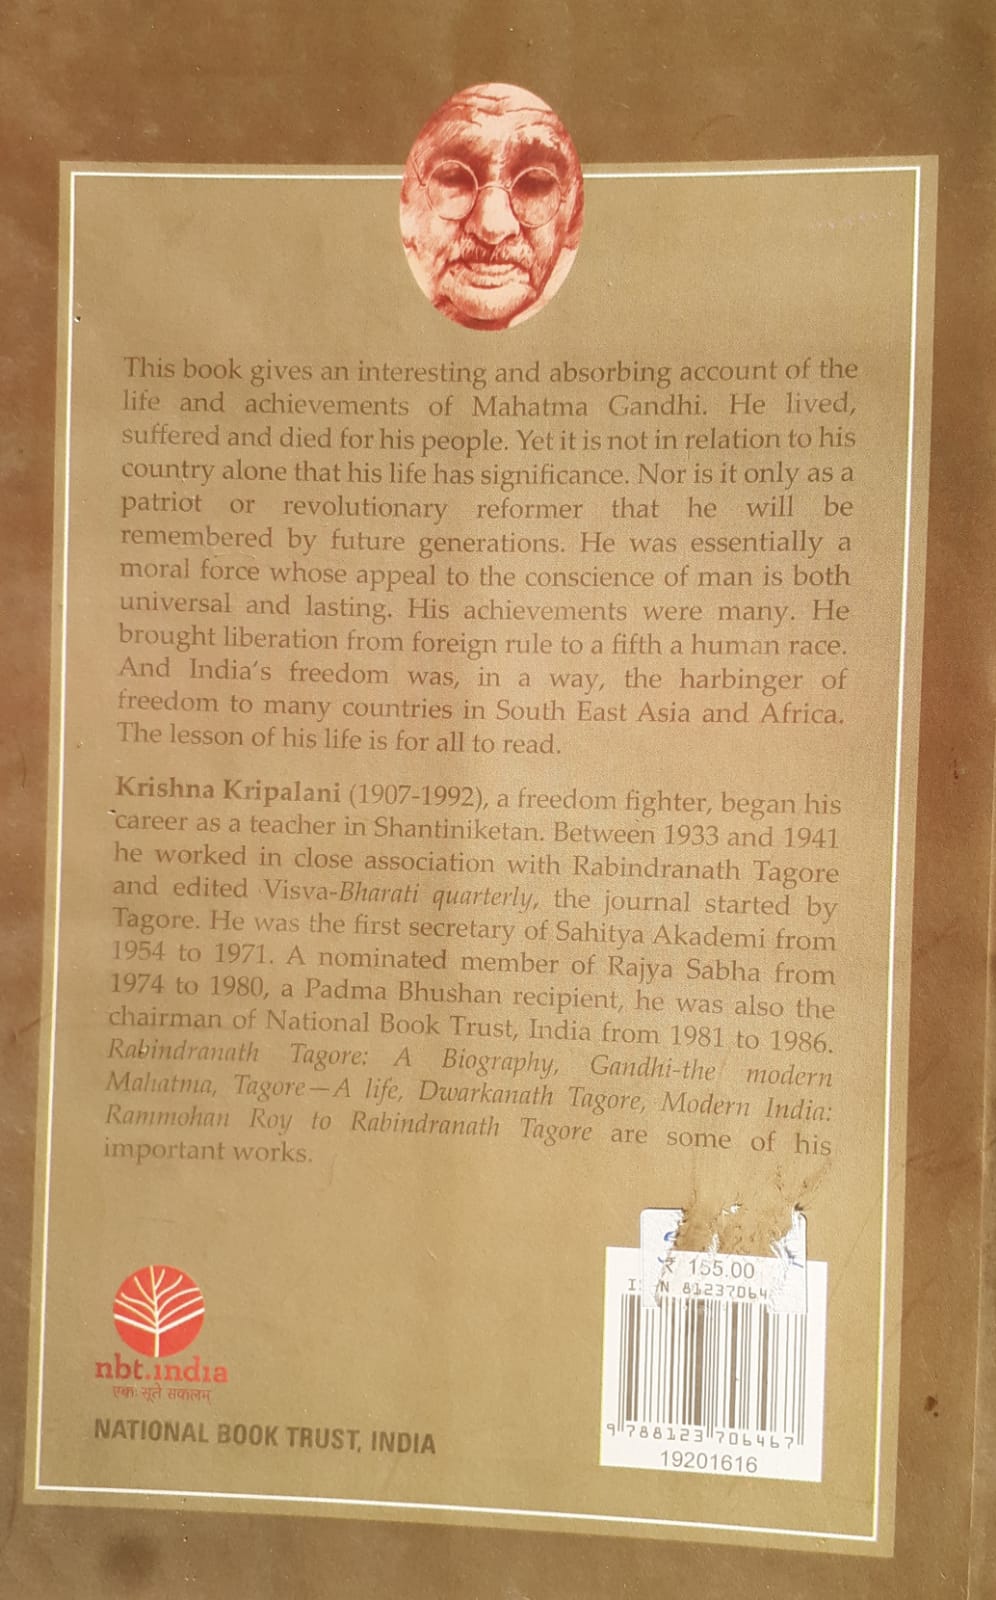 This book gives an interesting and absorbing account of the
life and achievements of Mahatma Gandhi. He lived,
suffered and died for his people. Yet it is not in relation to his
country alone that his life has significance. Nor is it only as a
patriot or revolutionary reformer that he will be
remembered by future generations. He was essentially a
moral force whose appeal to the conscience of man is both
universal and lasting. His achievements were many. He
brought liberation from foreign rule to a fifth a human race.
And India's freedom was, in a way, the harbinger of
freedom to many countries in South East Asia and Africa.
The lesson of his life is for all to read.
Krishna Kripalani (1907-1992), a freedom fighter, began his
career as a teacher in Shantiniketan. Between 1933 and 1941
he worked in close association with Rabindranath Tagore
and edited Visva-Bharati quarterly, the journal started by
Tagore. He was the first secretary of Sahitya Akademi from
1954 to 1971. A nominated member of Rajya Sabha from
1974 to 1980, a Padma Bhushan recipient, he was also the
chairman of National Book Trust, India from 1981 to 1986.
Rabindranath Tagore: A Biography, Gandhi-the modern
Mahatma, Tagore—A life, Dwarkanath Tagore, Modern India:
Rammohan Roy to Rabindranath Tagore are some of his
important works.
nbt.india
एकः सूते सकलम्
NATIONAL BOOK TRUST, INDIA
₹ 155.00
81237064
9 788123 706467
19201616